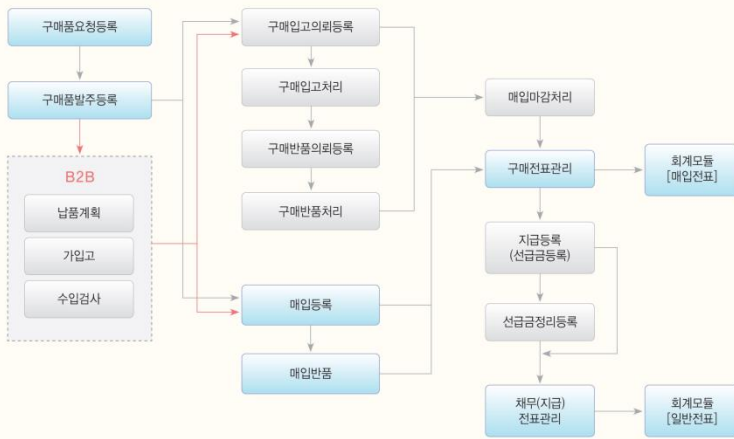 구매품요청등록
구매품발주등록
B2B
납품계획
가입고
수입검사
구매입고의뢰등록
구매입고처리
구매반품의뢰등록
구매반품처리
매입등록
매입반품
매입마감처리
구매전표관리
지급등록
(선급금등록)
선급금정리등록
채무(지급)
전표관리
회계모듈
[매입전표]
회계모듈
[일반전표]